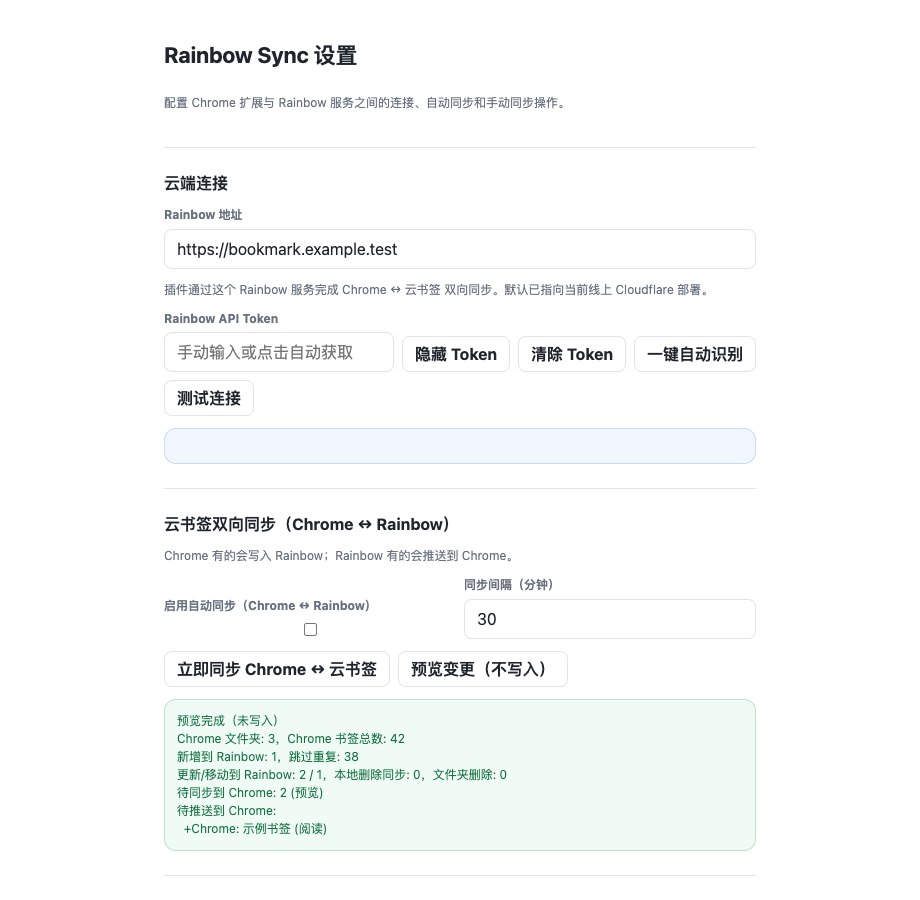 Rainbow Sync 设置
配置 Chrome 扩展与 Rainbow 服务之间的连接、自动同步和手动同步操作。
云端连接
Rainbow 地址
https://bookmark.example.test
插件通过这个 Rainbow 服务完成 Chrome ↔ 云书签 双向同步。默认已指向当前线上 Cloudflare 部署。
Rainbow API Token
手动输入或点击自动获取 隐藏 Token 清除 Token 一键自动识别
测试连接
云书签双向同步（Chrome ↔ Rainbow）
Chrome 有的会写入 Rainbow；Rainbow 有的会推送到 Chrome。
同步间隔（分钟）
启用自动同步（Chrome ↔ Rainbow）
30
立即同步 Chrome ↔ 云书签 预览变更（不写入）
预览完成（未写入）
Chrome 文件夹: 3，Chrome 书签总数: 42
新增到 Rainbow: 1，跳过重复: 38
更新/移动到 Rainbow: 2 / 1，本地删除同步: 0，文件夹删除: 0
待同步到 Chrome: 2 (预览)
待推送到 Chrome:
+Chrome: 示例书签 (阅读)